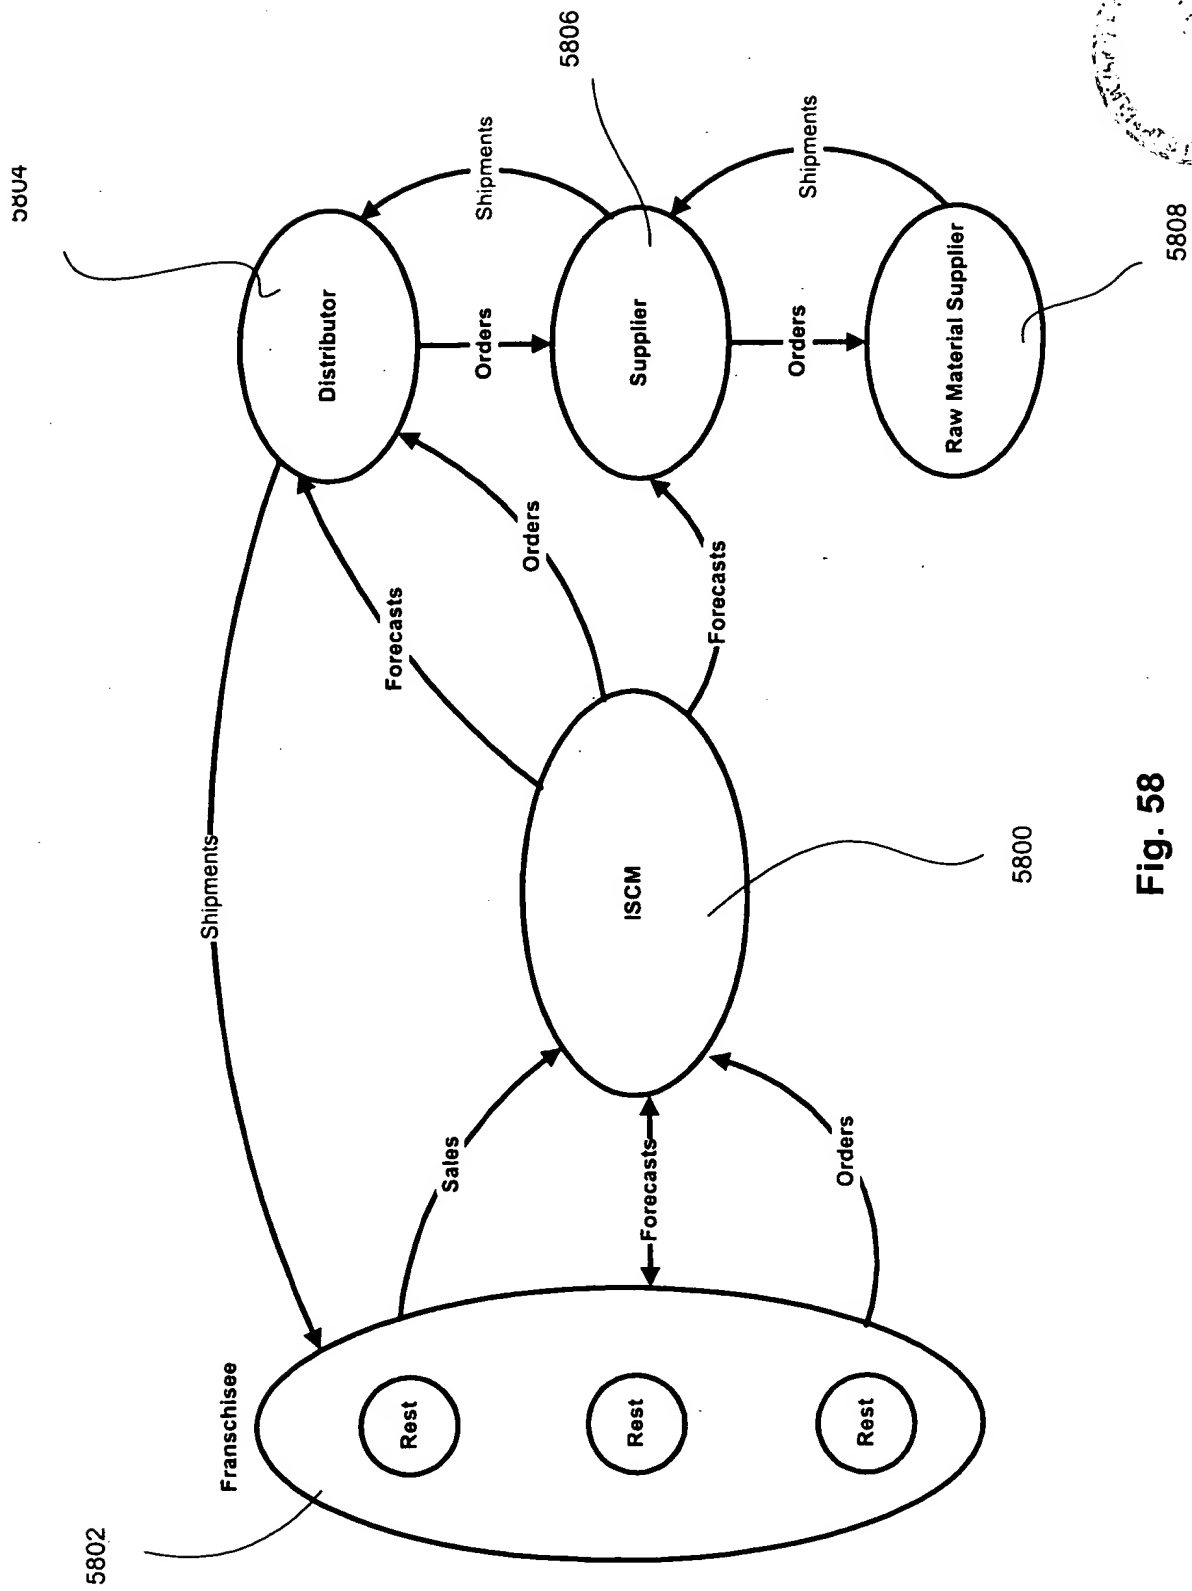 5804
5806
5802
Franschisee
Shipments
Distributor
Shipments
Forecasts
Orders
Orders
Sales
Rest
Forecasts
Rest
ISCM
Forecasts
Supplier
Shipments
Orders
Rest
Orders
Raw Material Supplier
5800
5808
Fig. 58